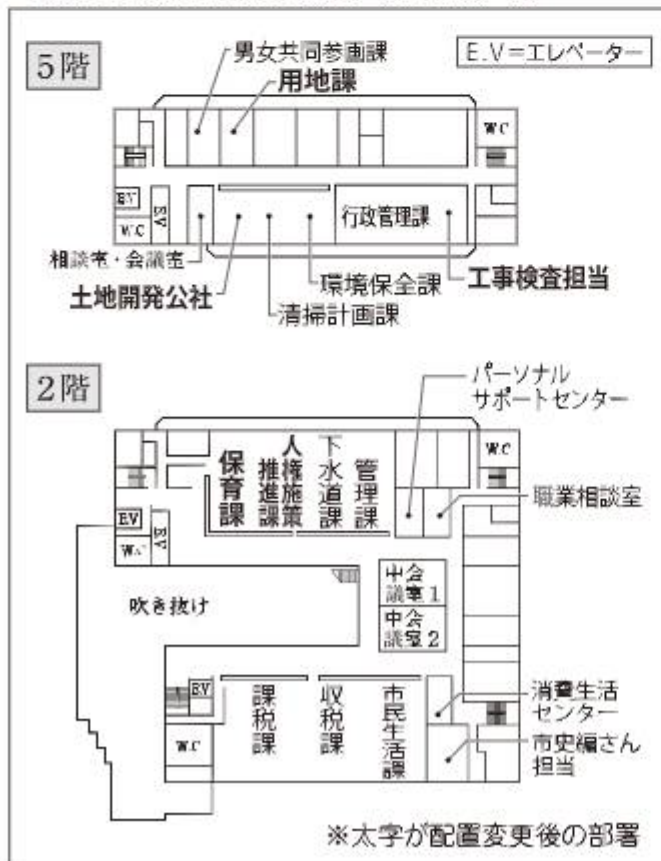 5階
男女共同参画課
用地課
E.V=エレベーター
W.C
EV
W.C
EV
行政管理課
相談室・会議室
土地開発公社
清掃計画課
環境保全課
工事検査担当
2階
パーソナル
サポートセンター
W.C
保育課
人権施策
推進課
下水道課
管理課
職業相談室
EV
W.C
EV
中会
議室1
中会
議室2
吹き抜け
EV
W.C
課税課
収税課
市民生活課
消費生活
センター
市史編さん
担当
※太字が配置変更後の部署